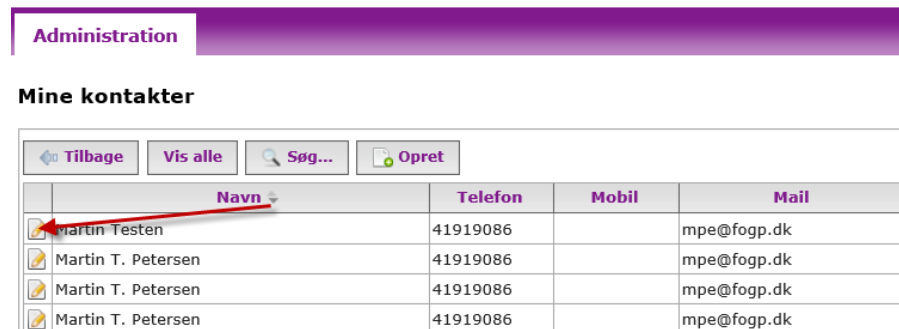 Administration
Mine kontakter
Tilbage Vis alle Søg... Opret
Navn Telefon Mobil Mail
Martin Testen 41919086 mpe@fogp.dk
Martin T. Petersen 41919086 mpe@fogp.dk
Martin T. Petersen 41919086 mpe@fogp.dk
Martin T. Petersen 41919086 mpe@fogp.dk